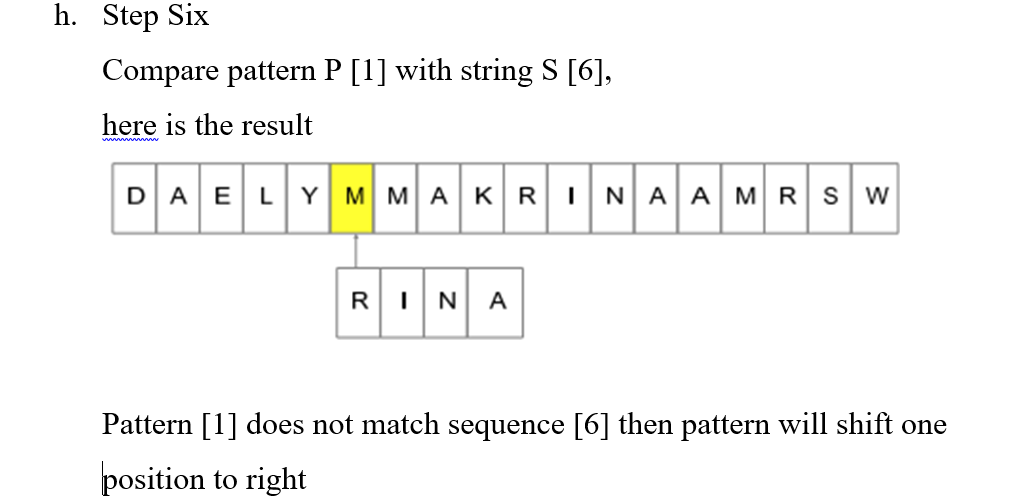 h. Step Six
Compare pattern P [1] with string S [6],
here is the result
D A E L Y M M A K R I N A A M R S W
R I N A
Pattern [1] does not match sequence [6] then pattern will shift one
position to right